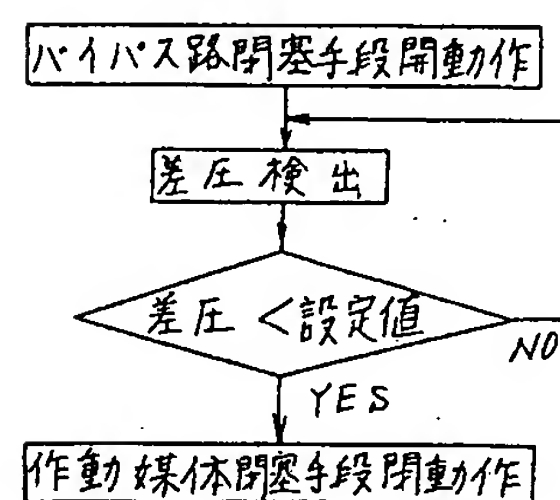 バイパス路閉塞手段開動作
差圧検出
差圧<設定値
NO
YES
作動媒体閉塞手段閉動作